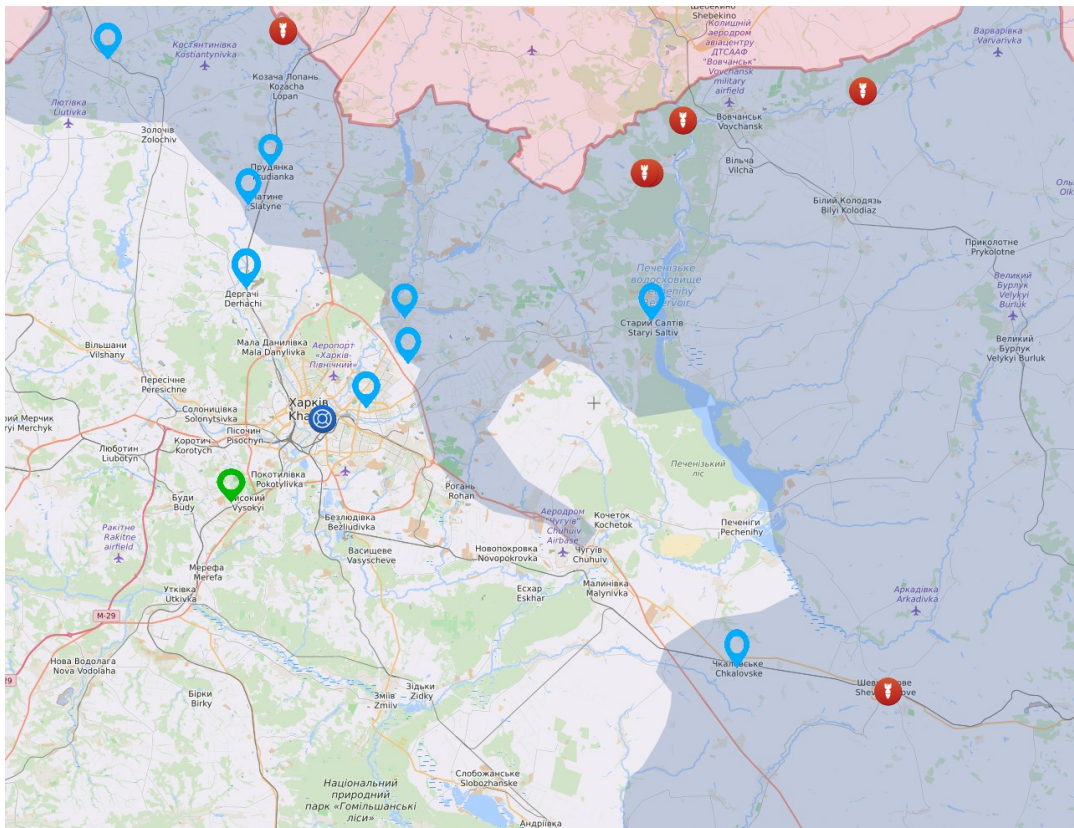 Шебекино
Shebekino
Костянтинівка
Kostiantynivka
Колишній
аеродром
авіацентру
ДТСААФ
"Вовчанськ"
Vovchansk
military
airfield
Варварівка
Varvarivka
Козача Лопань
Kozacha
Lopan
Лютівка
Liutivka
Золочів
Zolochiv
Вовчанськ
Vovchansk
Вільча
Vilcha
Прудянка
Slatyne
Білий Колодязь
Bilyi Kolodiaz
Приколотне
Prykolotne
Печенізьке
водосховище
Великий
Бурлук
Velykyi
Burluk
Дергачі
Derhachi
Старий Салтів
Staryi Saltiv
Вільшани
Vilshany
Мала Данилівка
Mala Danylivka
Аеропорт
«Харків-
Північний»
Великий
Бурлук
Velykyi Burluk
Пересічне
Peresichne
Солоницівка
Solonytsivka
Харків
Пісочин
Pisochyn
Коротич
Korotych
Люботин
Liubotyn
Печенізький
ліс
Покотилівка
Pokotylivka
Буди
Budy
Vysokyi
Рогань
Rohan
Ракітне
Rakitne
airfield
Безлюдівка
Bezliudivka
Аеродром
"Чугуїв"
Chuhuiv
Airbase
Кочеток
Kochetok
Печеніги
Pechenihy
Васищеве
Vasyscheve
Новопокровка
Novopokrovka
Чугуїв
Chuhuiv
Мерефа
Merefa
Утківка
Utkivka
Есхар
Eskhar
Малинівка
Malynivka
Аркадівка
Arkadivka
M-29
Нова Водолага
Nova Vodolaha
Chkalovske
Бірки
Birky
Зміїв
Zmiiv
Зідьки
Zidky
Слобожанське
Slobozhanske
Національний
природний
парк «Гомільшанські
ліси»
Андріївка